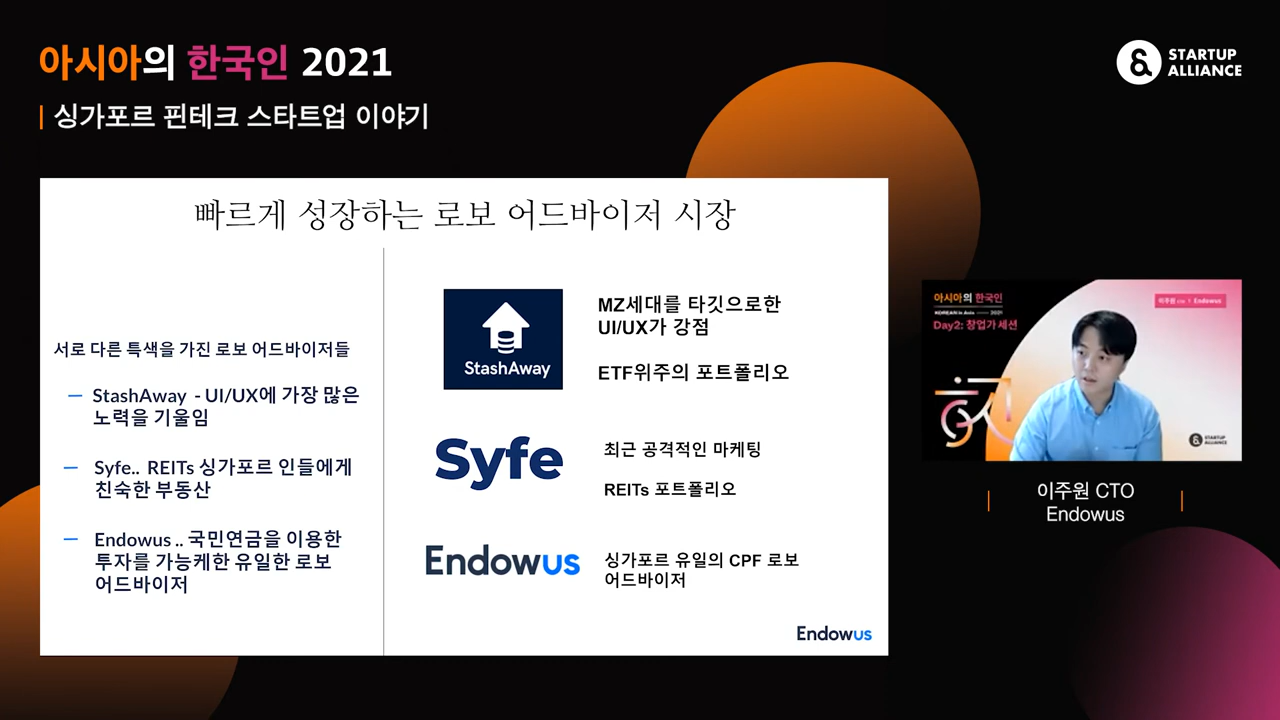 아시아의 한국인 2021
싱가포르 핀테크 스타트업 이야기
STARTUP
ALLIANCE
빠르게 성장하는 로보 어드바이저 시장
서로 다른 특색을 가진 로보 어드바이저들
– StashAway - UI/UX에 가장 많은
노력을 기울임
– Syfe.. REITs 싱가포르 인들에게
친숙한 부동산
– Endowus .. 국민연금을 이용한
투자를 가능케한 유일한 로보
어드바이저
StashAway
MZ세대를 타깃으로한
UI/UX가 강점
ETF위주의 포트폴리오
Syfe
최근 공격적인 마케팅
REITs 포트폴리오
Endowus
싱가포르 유일의 CPF 로보
어드바이저
Endowus
아시아의 한국인
KOREAN in Asia 2021
Day2: 창업가 세션
이주원 CTO Endowus
STARTUP
ALLIANCE
이주원 CTO
Endowus